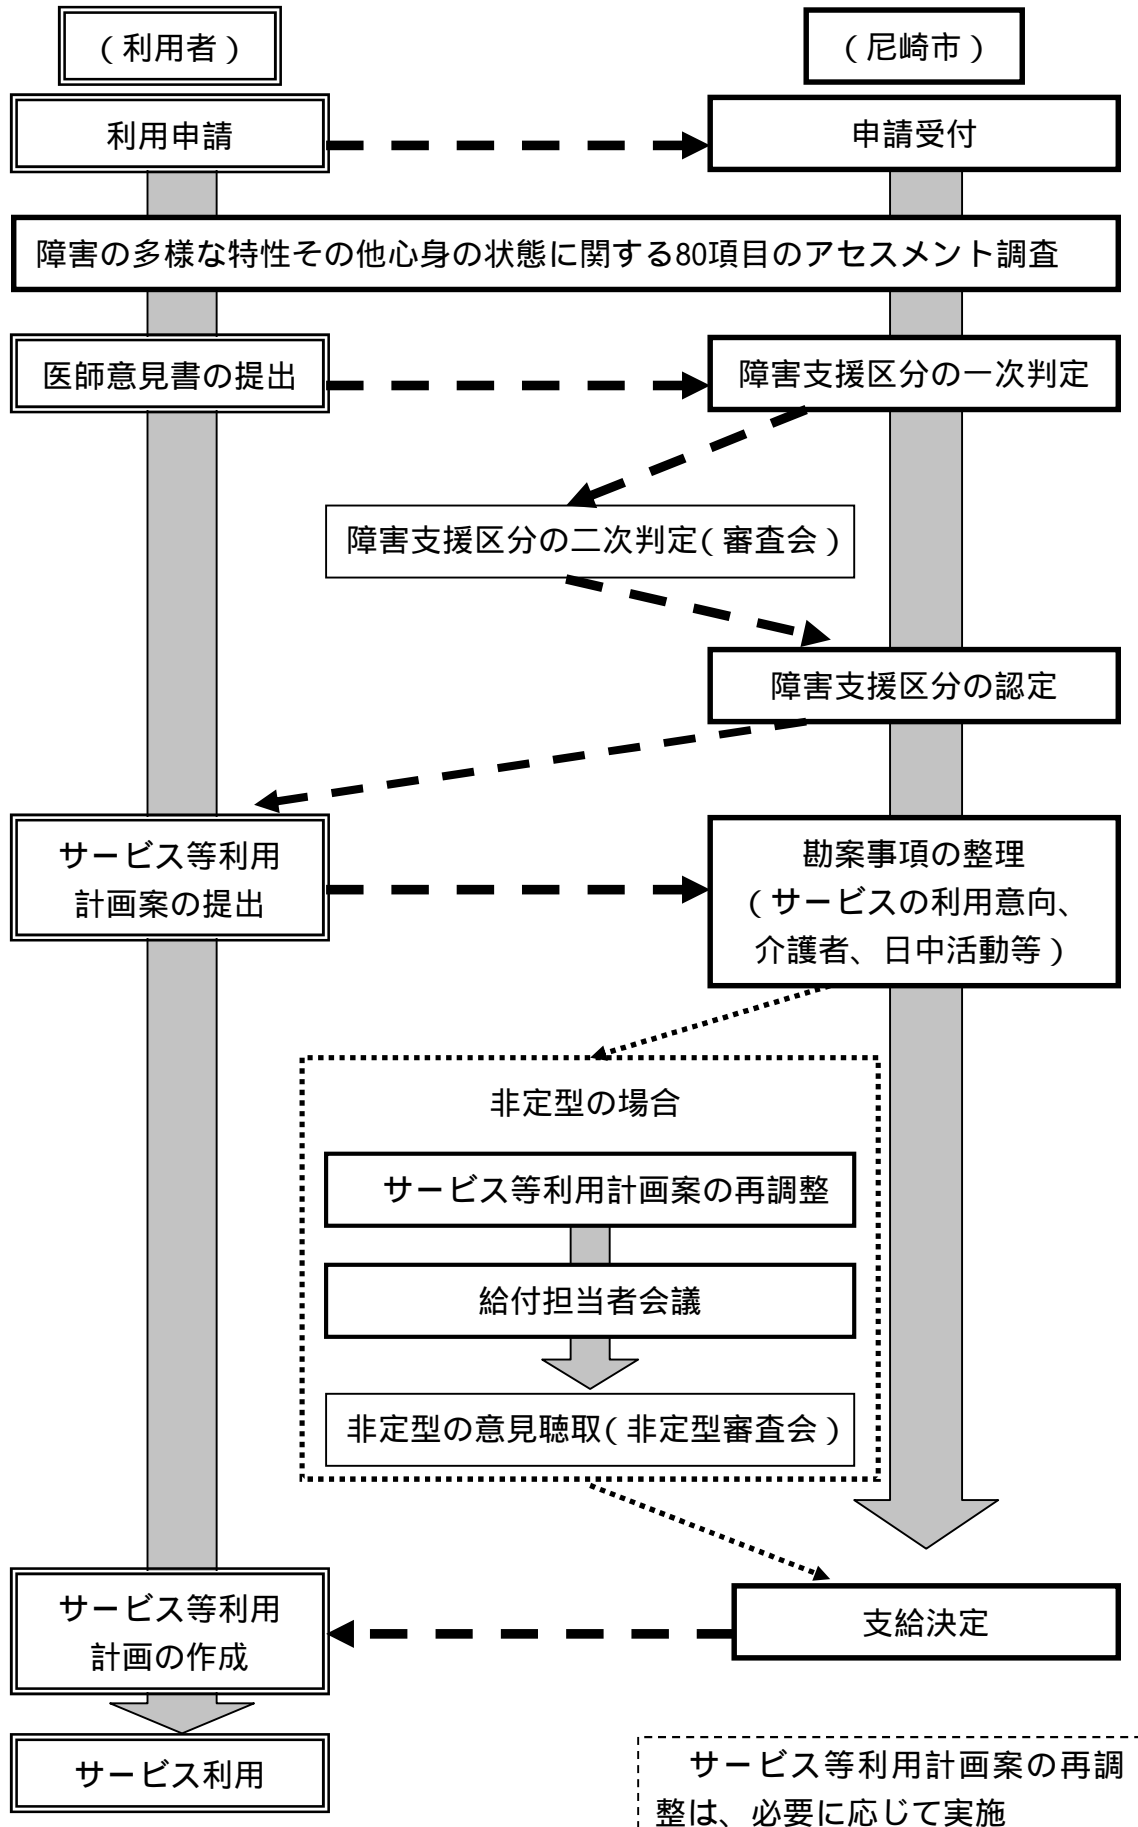 （利用者）
（尼崎市）
利用申請
申請受付
障害の多様な特性その他心身の状態に関する80項目のアセスメント調査
医師意見書の提出
障害支援区分の一次判定
障害支援区分の二次判定（審査会）
障害支援区分の認定
サービス等利用
計画案の提出
勘案事項の整理
（サービスの利用意向、
介護者、日中活動等）
非定型の場合
サービス等利用計画案の再調整
給付担当者会議
非定型の意見聴取（非定型審査会）
サービス等利用
計画の作成
支給決定
サービス利用
サービス等利用計画案の再調
整は、必要に応じて実施